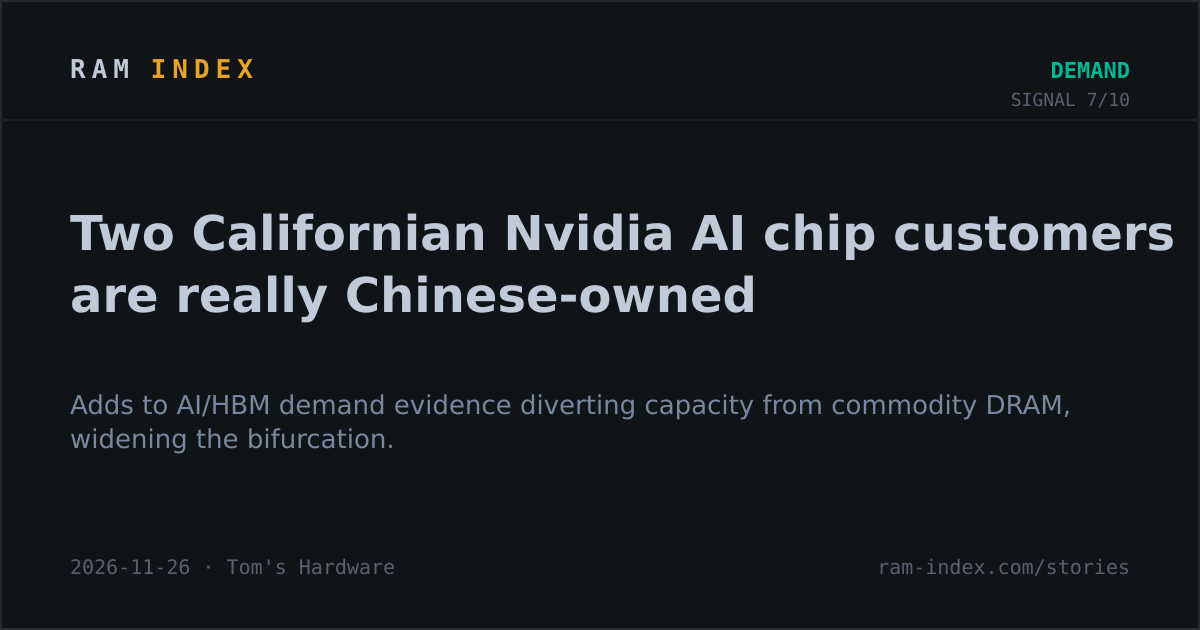 RAM INDEX
DEMAND
SIGNAL 7/10
Two Californian Nvidia AI chip customers
are really Chinese-owned
Adds to AI/HBM demand evidence diverting capacity from commodity DRAM,
widening the bifurcation.
2026-11-26 · Tom's Hardware
ram-index.com/stories